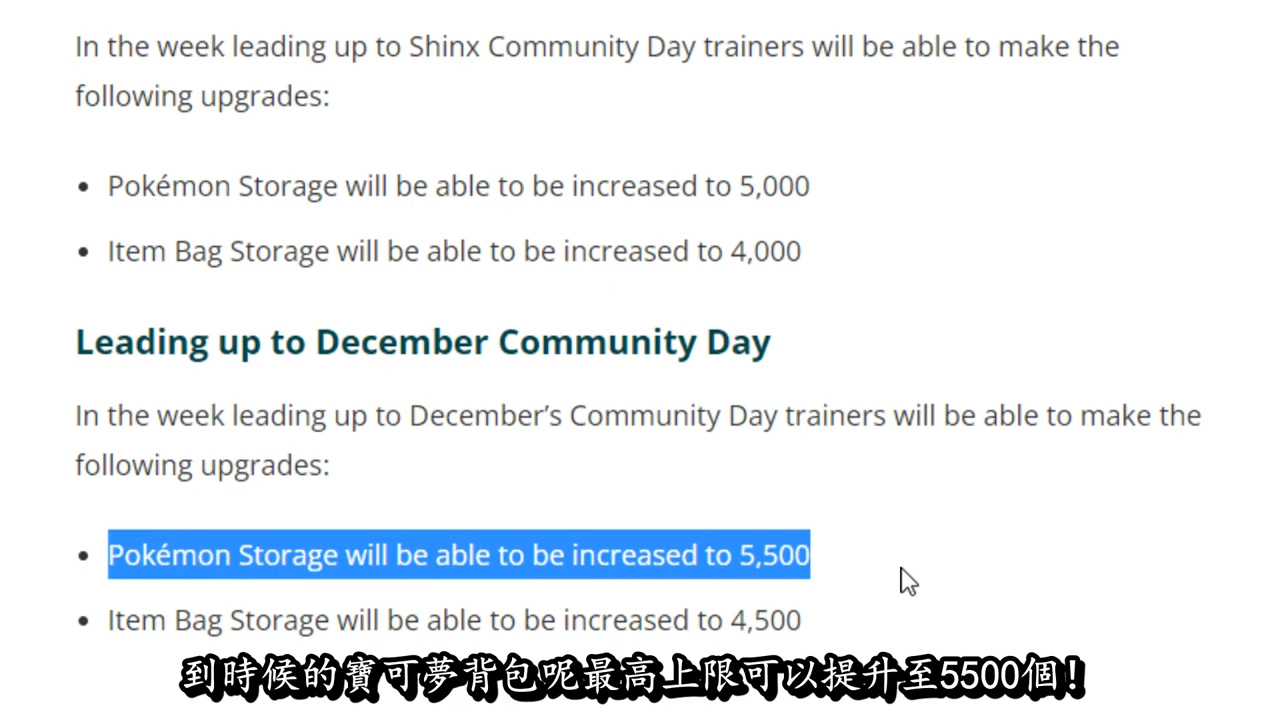 In the week leading up to Shinx Community Day trainers will be able to make the
following upgrades:
• Pokémon Storage will be able to be increased to 5,000
• Item Bag Storage will be able to be increased to 4,000
Leading up to December Community Day
In the week leading up to December’s Community Day trainers will be able to make the
following upgrades:
• Pokémon Storage will be able to be increased to 5,500
• Item Bag Storage will be able to be increased to 4,500
到時候的寶可夢背包呢最高上限可以提升至5500個!